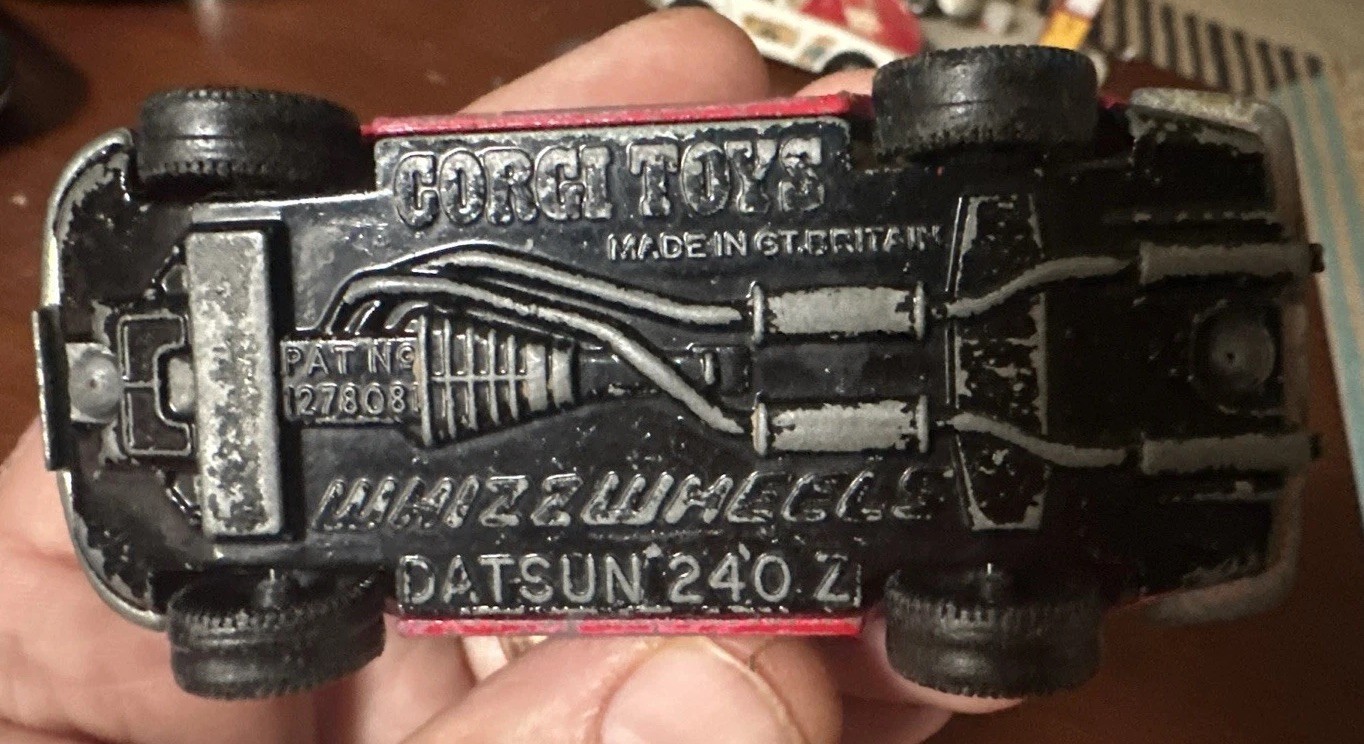 CORGI TOYS
MADE IN GT. BRITAIN
PAT Nº
1278081
WHIZZWHEELS
DATSUN 240 Z